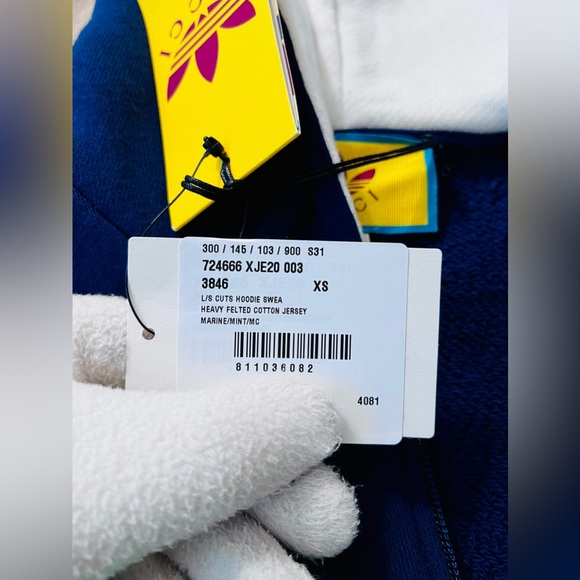 CCI
300 / 145 / 103 / 900 S31
724666 XJE20 003
3846 XS
L/S CUTS HOODIE SWEA
HEAVY FELTED COTTON JERSEY
MARINE/MINT/MC
811036082
4081